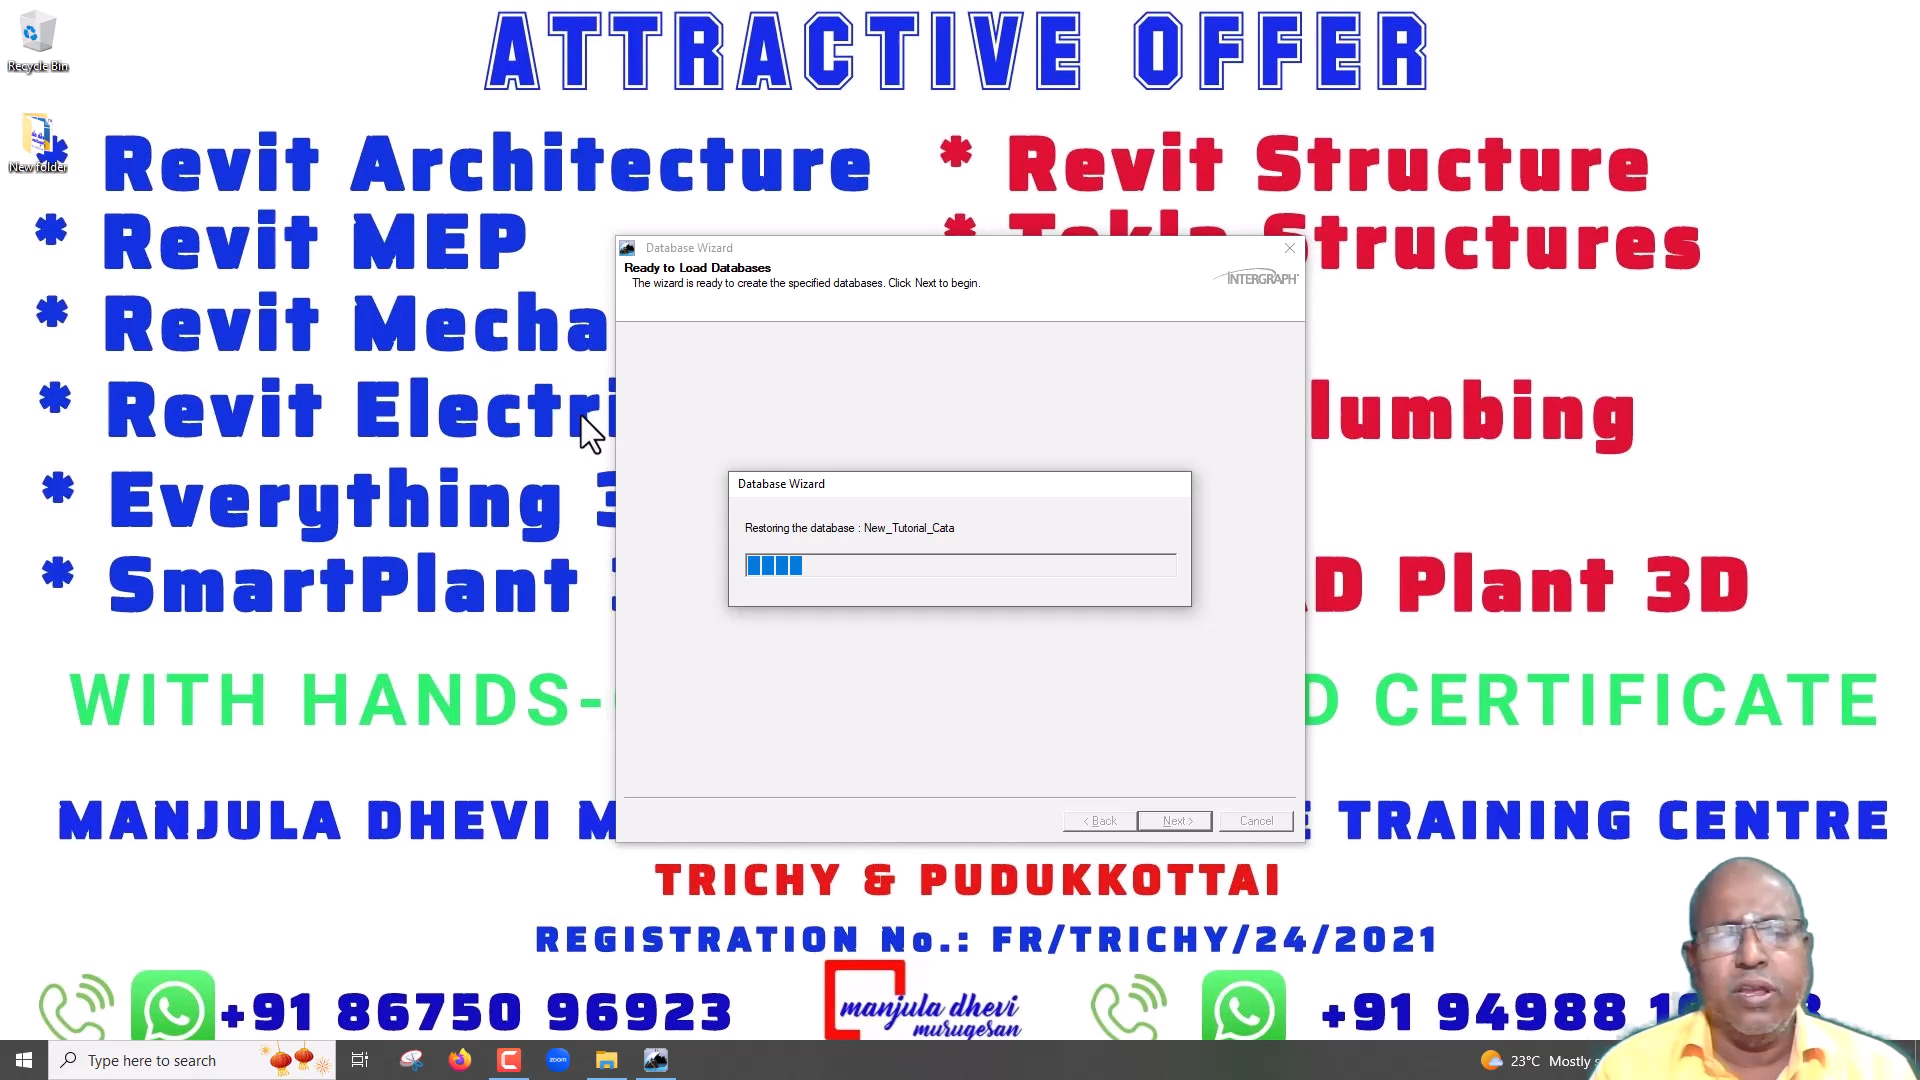 ATTRACTIVE OFFER
Recycle Bin
New folder
* Revit Architecture
* Revit Structure
* Revit MEP
Structures
* Revit Mecha
* Revit Electri
lumbing
* Everything
* SmartPlant
D Plant 3D
WITH HANDS-
D CERTIFICATE
MANJULA DHEVI M
E TRAINING CENTRE
TRICHY & PUDUKKOTTAI
REGISTRATION No.: FR/TRICHY/24/2021
+91 86750 96923
manjula dhevi
murugesan
+91 94988 1
Database Wizard
Ready to Load Databases
The wizard is ready to create the specified databases. Click Next to begin.
INTERGRAPH
Database Wizard
Restoring the database : New_Tutorial_Cata
< Back
Next >
Cancel
Type here to search
zoom
23°C Mostly